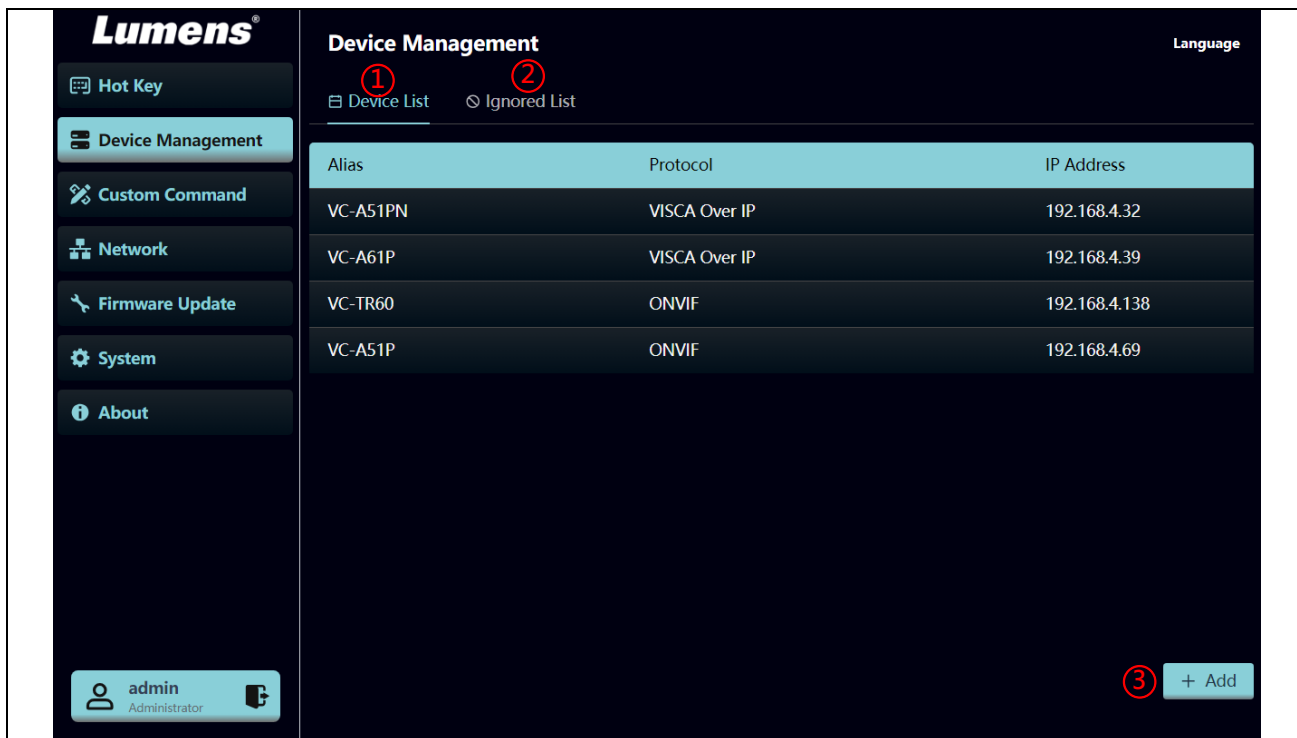 Lumens®
Hot Key
Device Management
Custom Command
Network
Firmware Update
System
About
admin
Administrator
Device Management
Language
① ②
Device List Ignored List
Alias Protocol IP Address
VC-A51PN VISCA Over IP 192.168.4.32
VC-A61P VISCA Over IP 192.168.4.39
VC-TR60 ONVIF 192.168.4.138
VC-A51P ONVIF 192.168.4.69
③ + Add